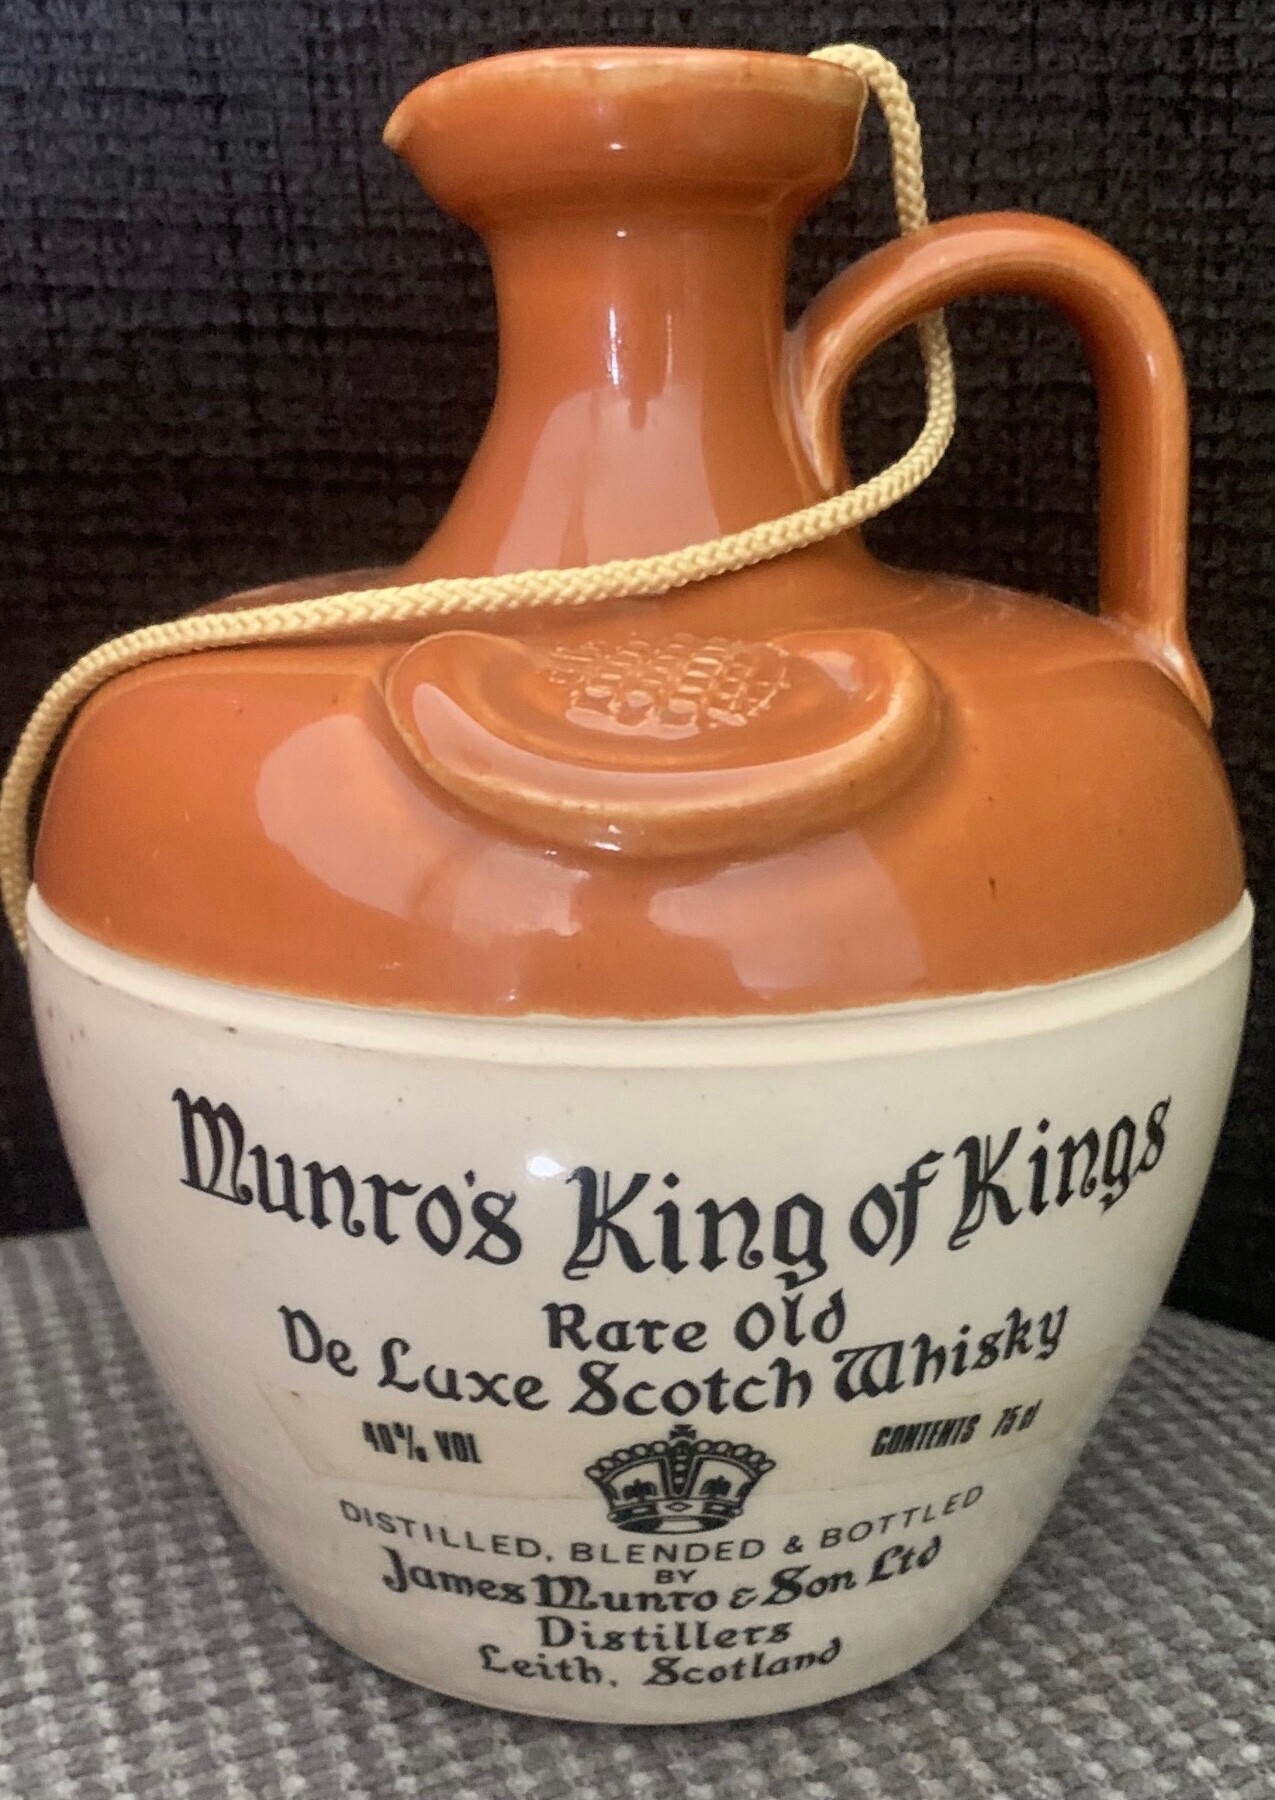 Munro's King of Kings
Rare Old
De Luxe Scotch Whisky
40% VOL
CONTENTS 75 cl
DISTILLED, BLENDED & BOTTLED
BY
James Munro & Son Ltd
Distillers
Leith, Scotland